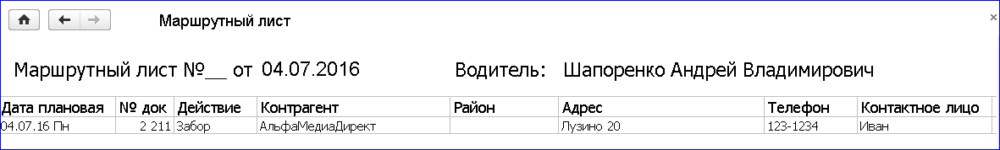 Маршрутный лист
Маршрутный лист №__ от 04.07.2016 Водитель: Шапоренко Андрей Владимирович
Дата плановая № док Действие Контрагент Район Адрес Телефон Контактное лицо
04.07.16 Пн 2 211 Забор АльфаМедиаДирект Лузино 20 123-1234 Иван